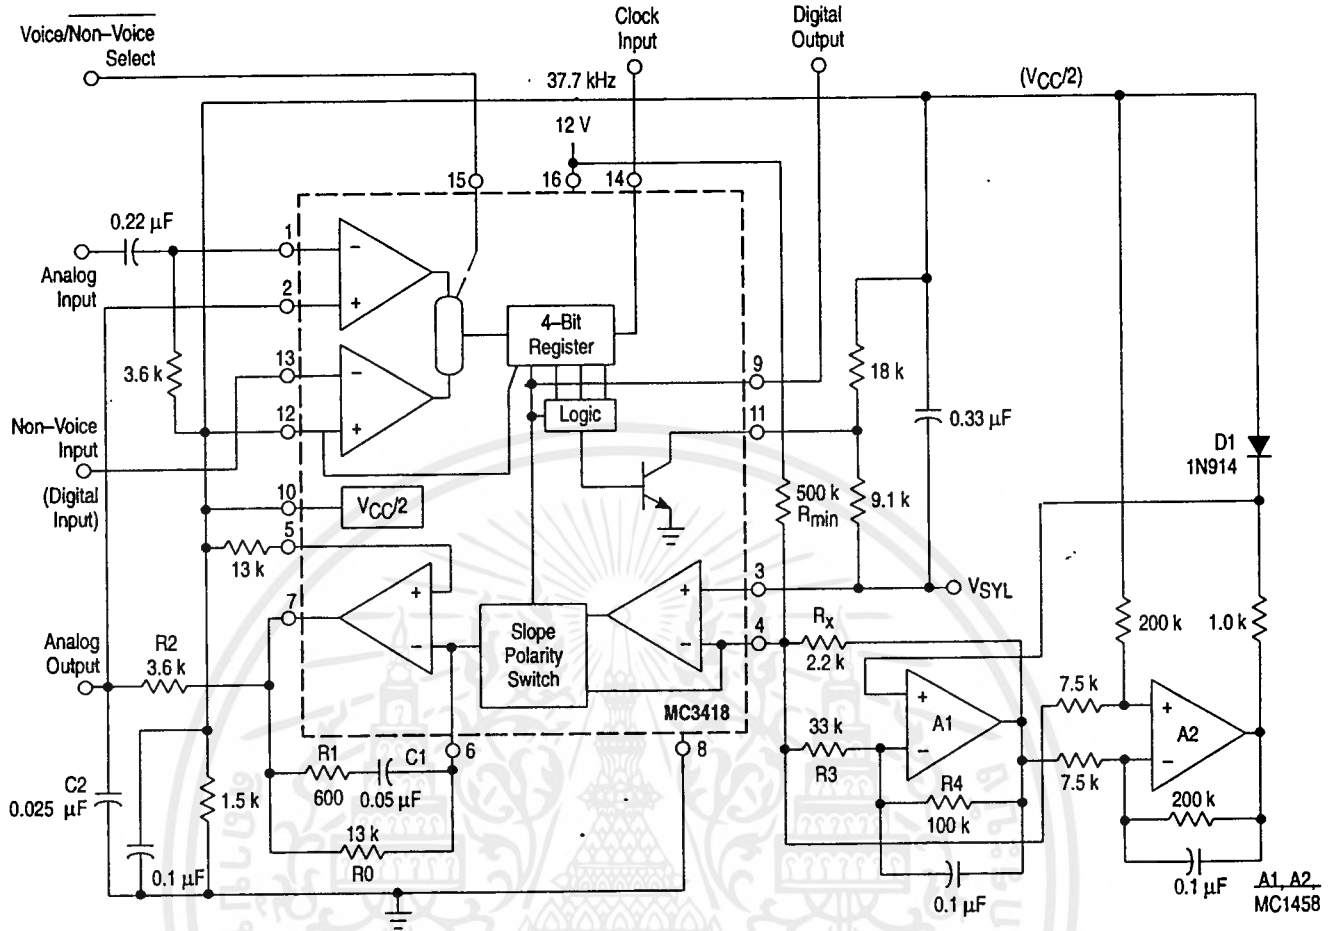 Voice/Non–Voice
Select
Clock
Input
Digital
Output
37.7 kHz
(VCC/2)
12 V
15
16
14
0.22 µF
1
Analog
Input
2
4–Bit
Register
3.6 k
13
9
18 k
Logic
11
0.33 µF
12
Non–Voice
Input
(Digital
Input)
D1
1N914
10
VCC/2
500 k
Rmin
9.1 k
5
13 k
3
VSYL
7
Slope
Polarity
Switch
4
Rx
2.2 k
200 k
1.0 k
Analog
Output
R2
3.6 k
MC3418
7.5 k
A1
A2
33 k
R3
6
8
R1
600
C1
0.05 µF
7.5 k
C2
0.025 µF
1.5 k
R4
100 k
200 k
13 k
R0
0.1 µF
0.1 µF
0.1 µF
A1, A2,
MC1458